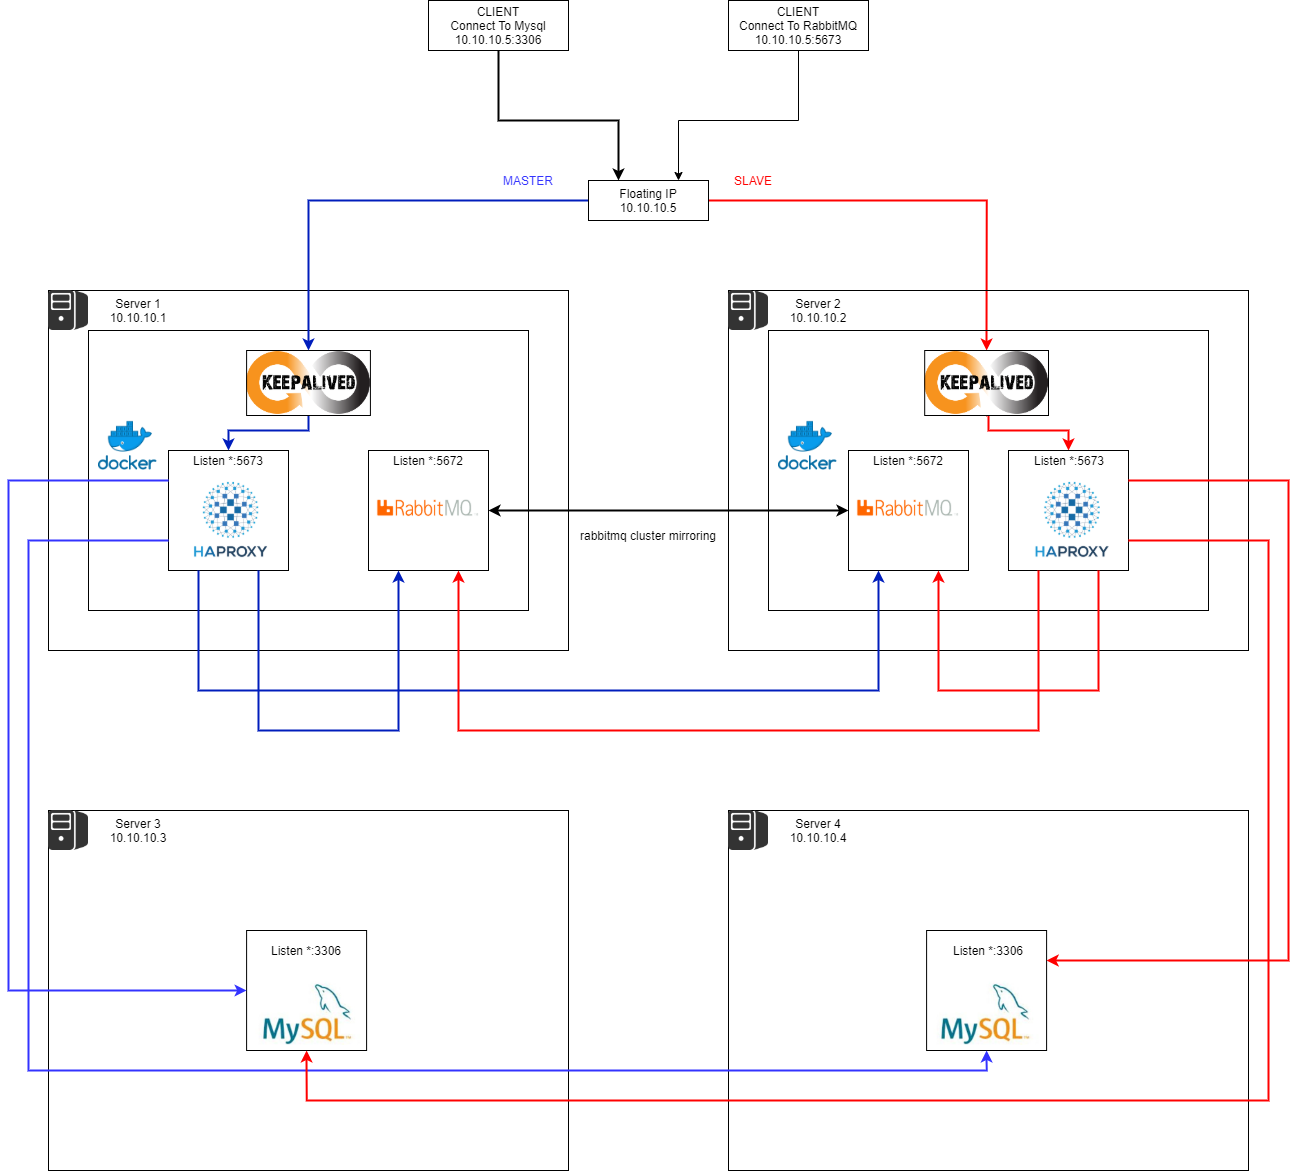 CLIENT
Connect To Mysql
10.10.10.5:3306
CLIENT
Connect To RabbitMQ
10.10.10.5:5673
MASTER
SLAVE
Floating IP
10.10.10.5
Server 1
10.10.10.1
Server 2
10.10.10.2
KEEPALIVED
KEEPALIVED
docker
Listen *:5673
HAPROXY
Listen *:5672
RabbitMQ
rabbitmq cluster mirroring
docker
Listen *:5672
RabbitMQ
Listen *:5673
HAPROXY
Server 3
10.10.10.3
Server 4
10.10.10.4
Listen *:3306
MySQL
Listen *:3306
MySQL